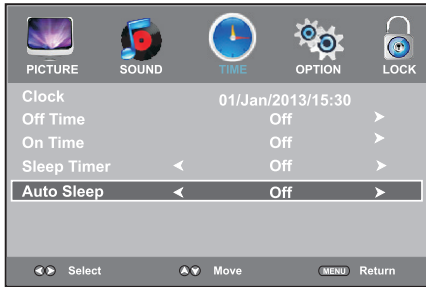 PICTURE SOUND TIME OPTION LOCK
Clock 01/Jan/2013/15:30
Off Time Off
On Time Off
Sleep Timer Off
Auto Sleep Off
Select Move MENU Return